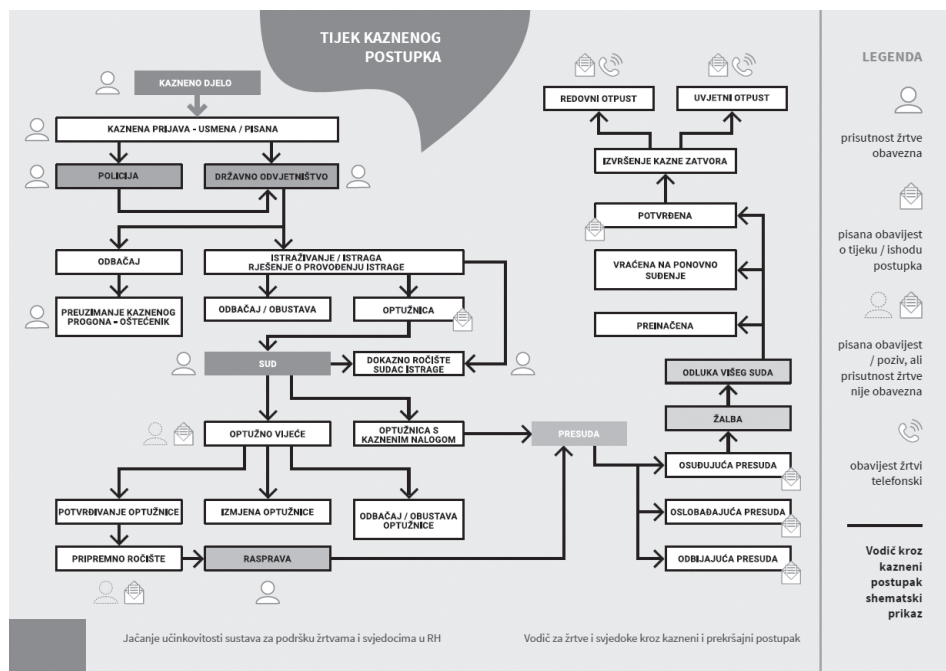 TIJEK KAZNENOG
POSTUPKA
KAZNENO DJELO
KAZNENA PRIJAVA - USMENA / PISANA
POLICIJA
DRŽAVNO ODVJETNIŠTVO
ODBAČAJ
ISTRAŽIVANJE / ISTRAGA
RJEŠENJE O PROVOĐENJU ISTRAGE
PREUZIMANJE KAZNENOG
PROGONA - OŠTEĆENIK
ODBAČAJ / OBUSTAVA
OPTUŽNICA
SUD
DOKAZNO ROČIŠTE
SUDAC ISTRAGE
OPTUŽNO VIJEĆE
OPTUŽNICA S
KAZNENIM NALOGOM
PRESUDA
POTVRĐIVANJE OPTUŽNICE
IZMJENA OPTUŽNICE
ODBAČAJ / OBUSTAVA
OPTUŽNICE
PRIPREMNO ROČIŠTE
RASPRAVA
REDOVNI OTPUST
UVJETNI OTPUST
IZVRŠENJE KAZNE ZATVORA
POTVRĐENA
VRAĆENA NA PONOVNO
SUĐENJE
PREINAČENA
ODLUKA VIŠEG SUDA
ŽALBA
OSUĐUJUĆA PRESUDA
OSLOBAĐAJUĆA PRESUDA
ODBIJAJUĆA PRESUDA
LEGENDA
prisutnost žrtve
obavezna
pisana obavijest
o tijeku / ishodu
postupka
pisana obavijest
/ poziv, ali
prisutnost žrtve
nije obavezna
obavijest žrtvi
telefonski
Vodič kroz
kazneni
postupak
shematski
prikaz
Jačanje učinkovitosti sustava za podršku žrtvama i svjedocima u RH
Vodič za žrtve i svjedoke kroz kazneni i prekršajni postupak